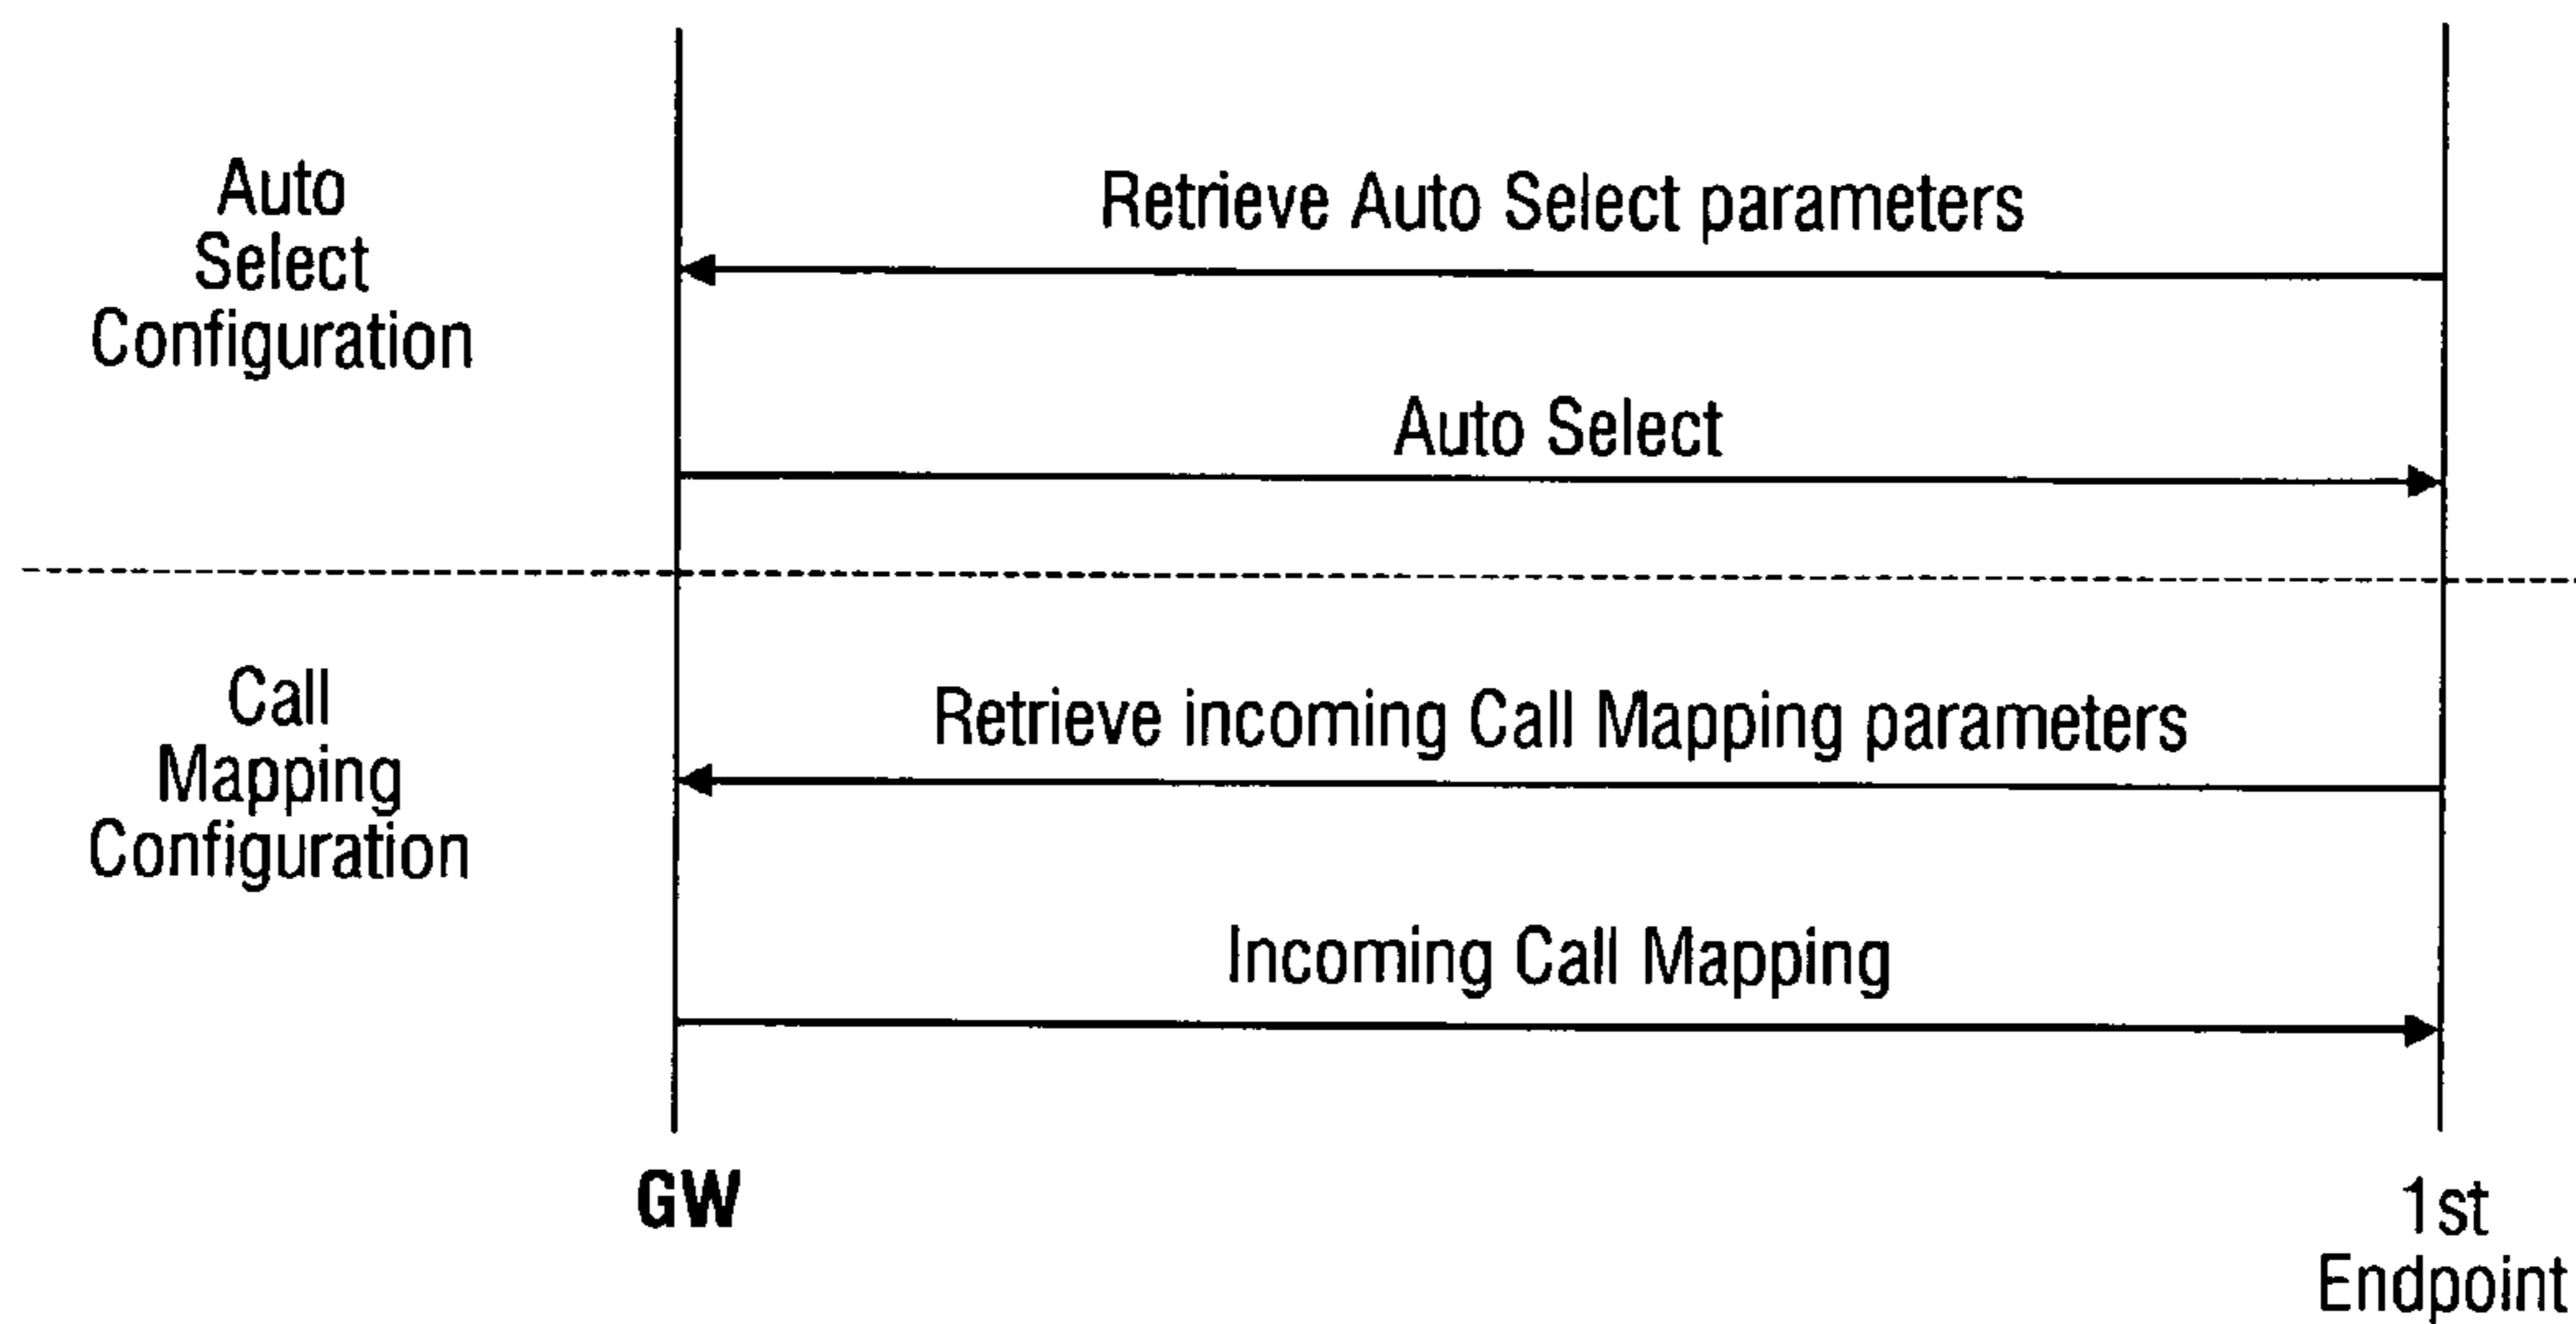 Auto
Select
Configuration
Retrieve Auto Select parameters
Auto Select
Call
Mapping
Configuration
Retrieve incoming Call Mapping parameters
Incoming Call Mapping
GW
1st
Endpoint